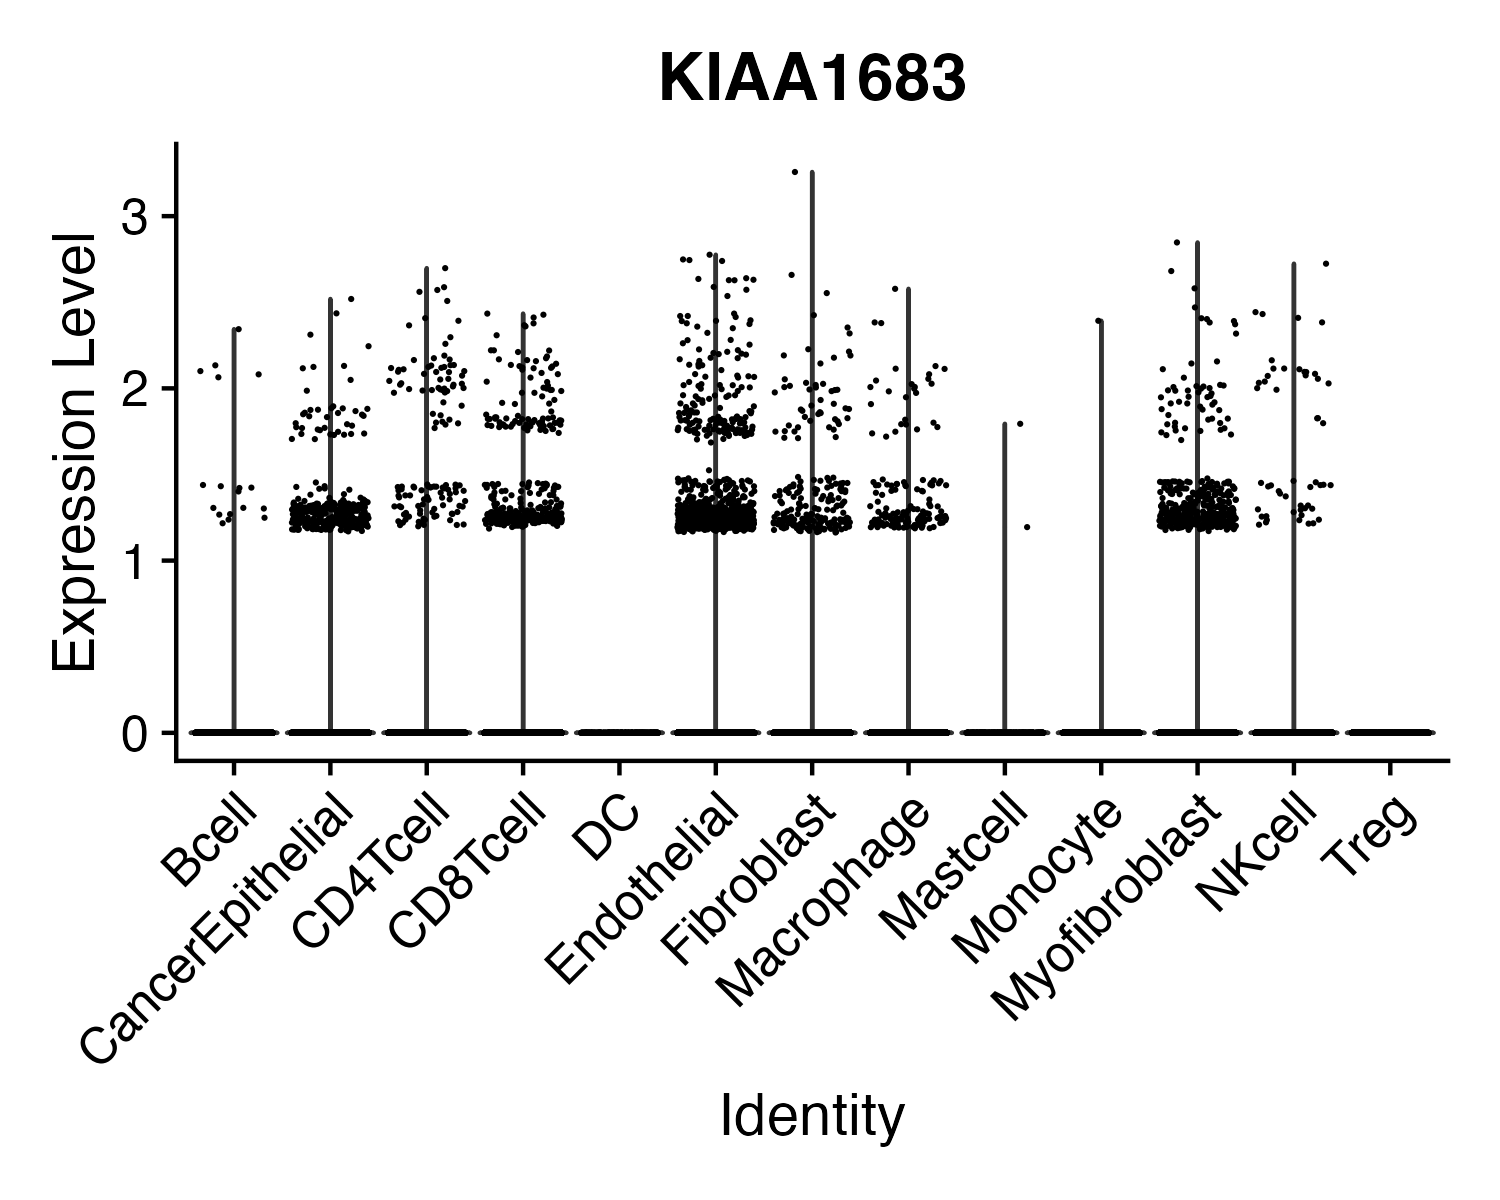 KIAA1683
Expression Level
3
2
1
0
Bcell
CancerEpithelial
CD4Tcell
CD8Tcell
DC
Endothelial
Fibroblast
Macrophage
Mastcell
Monocyte
Myofibroblast
NKcell
Treg
Identity